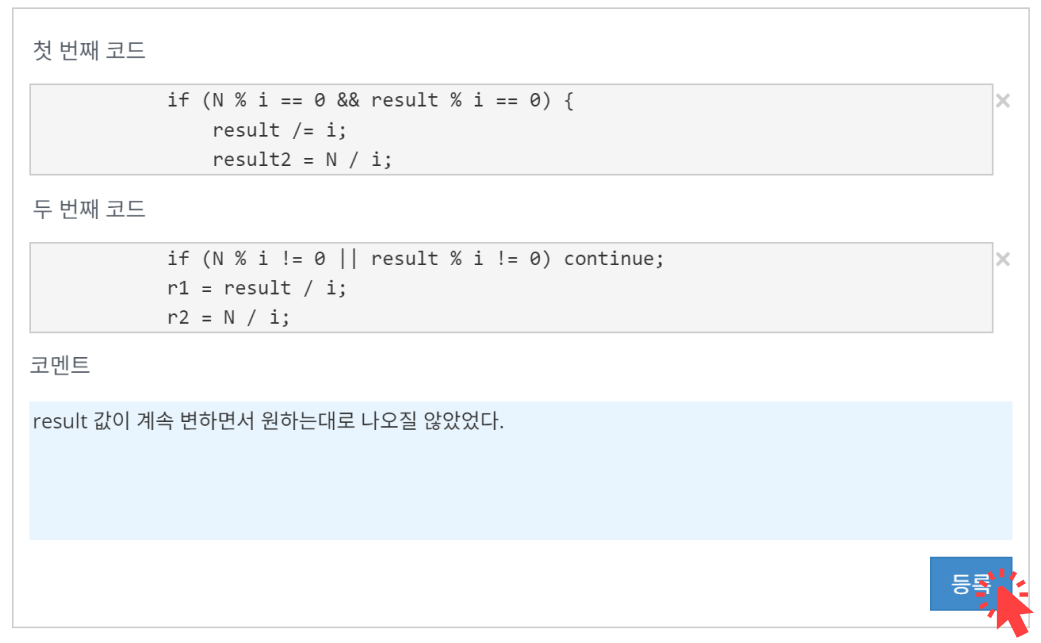 첫 번째 코드
if (N % i == 0 && result % i == 0) {
result /= i;
result2 = N / i;
두 번째 코드
if (N % i != 0 || result % i != 0) continue;
r1 = result / i;
r2 = N / i;
코멘트
result 값이 계속 변하면서 원하는대로 나오질 않았었다.
등록